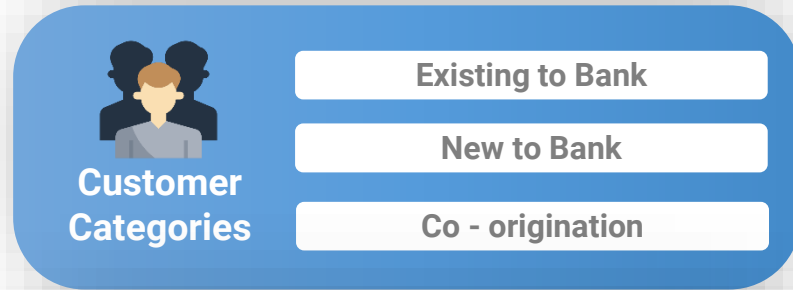 Customer
Categories
Existing to Bank
New to Bank
Co - origination